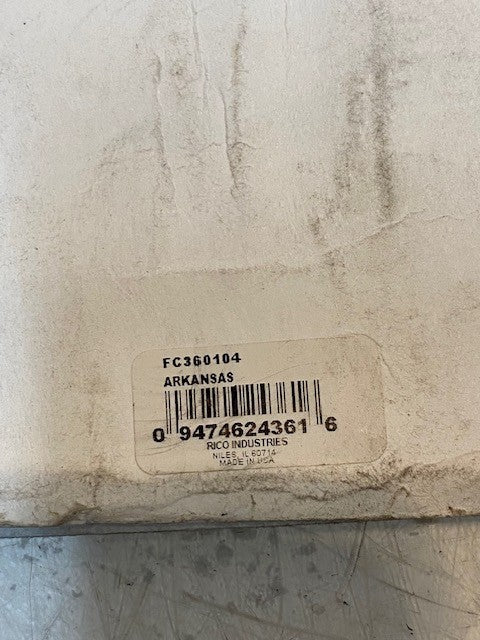 FC360104
ARKANSAS
0 9474624361 6
RICO INDUSTRIES
NILES, IL 60714
MADE IN USA